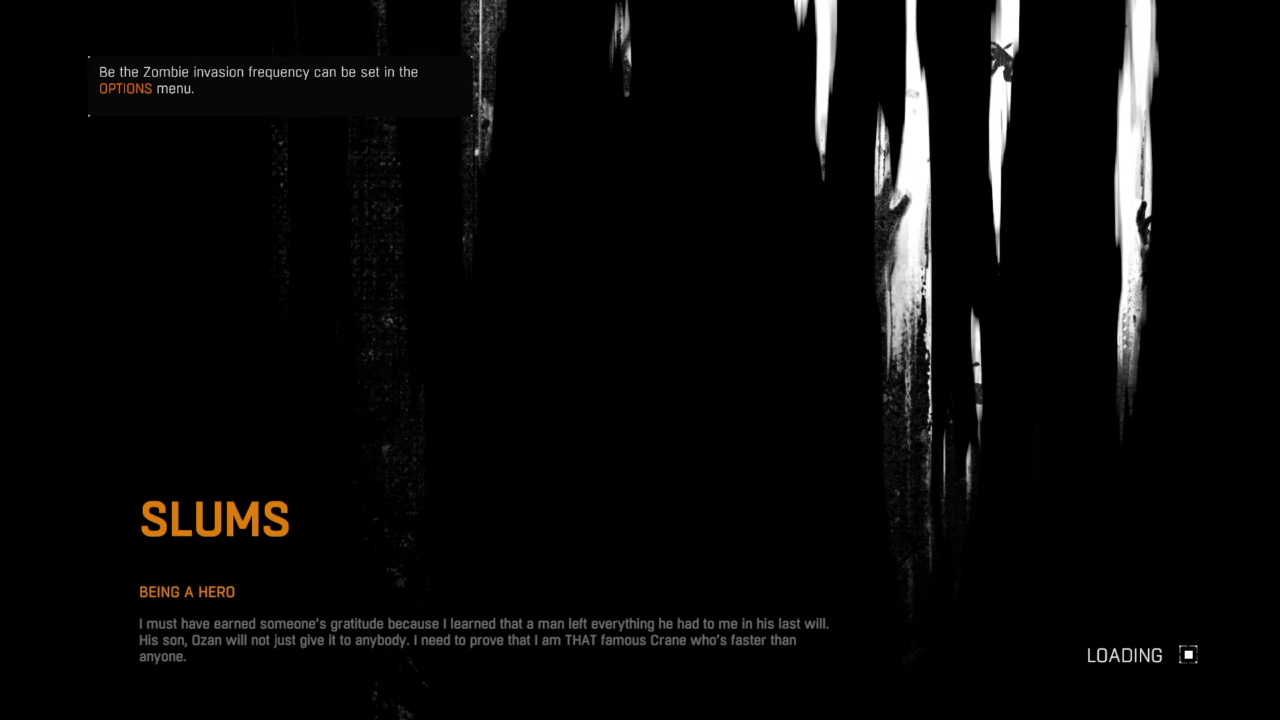 Be the Zombie invasion frequency can be set in the
OPTIONS menu.
SLUMS
BEING A HERO
I must have earned someone's gratitude because I learned that a man left everything he had to me in his last will.
His son, Ozan will not just give it to anybody. I need to prove that I am THAT famous Crane who's faster than
anyone.
LOADING